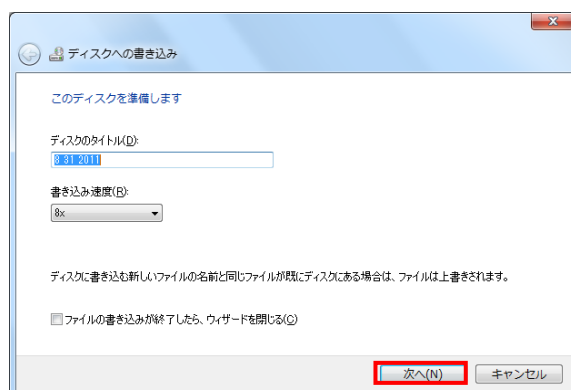 ディスクへの書き込み
このディスクを準備します
ディスクのタイトル(D):
8 31 2011
書き込み速度(R):
8x
ディスクに書き込む新しいファイルの名前と同じファイルが既にディスクにある場合は、ファイルは上書きされます。
ファイルの書き込みが終了したら、ウィザードを閉じる(C)
次へ(N)
キャンセル